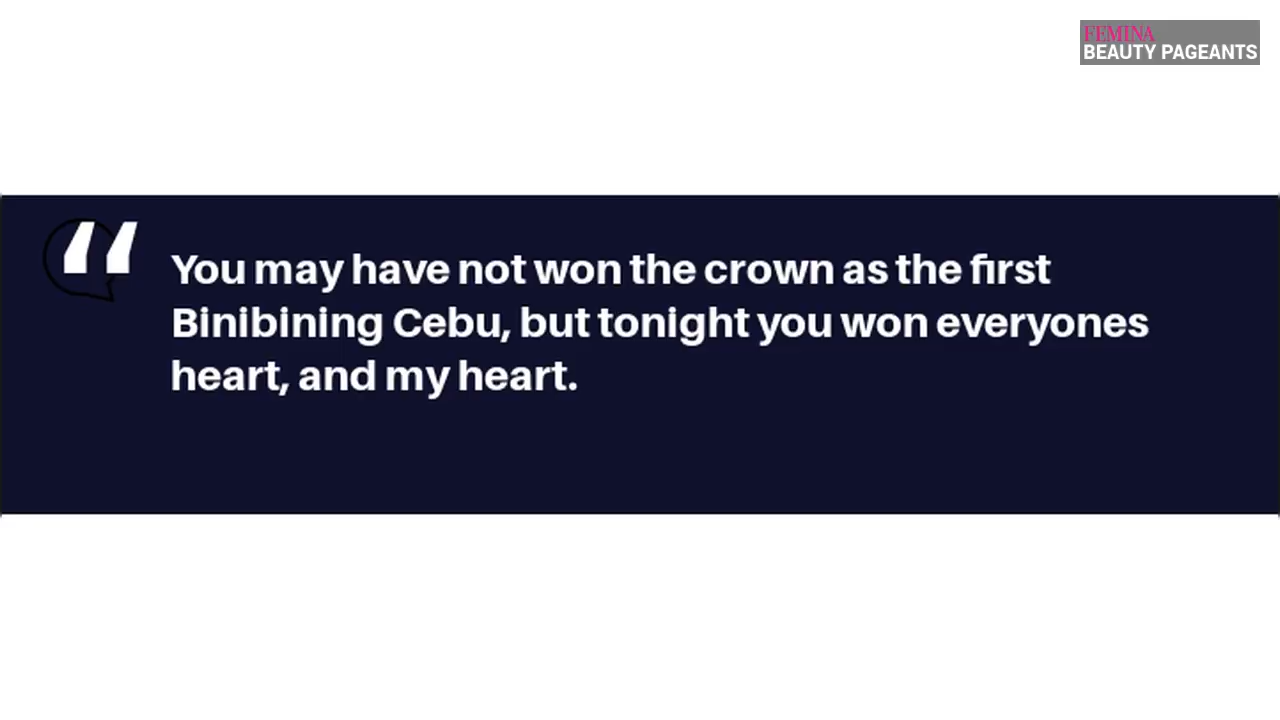 FEMINA
BEAUTY PAGEANTS
“
You may have not won the crown as the first
Binibining Cebu, but tonight you won everyones
heart, and my heart.